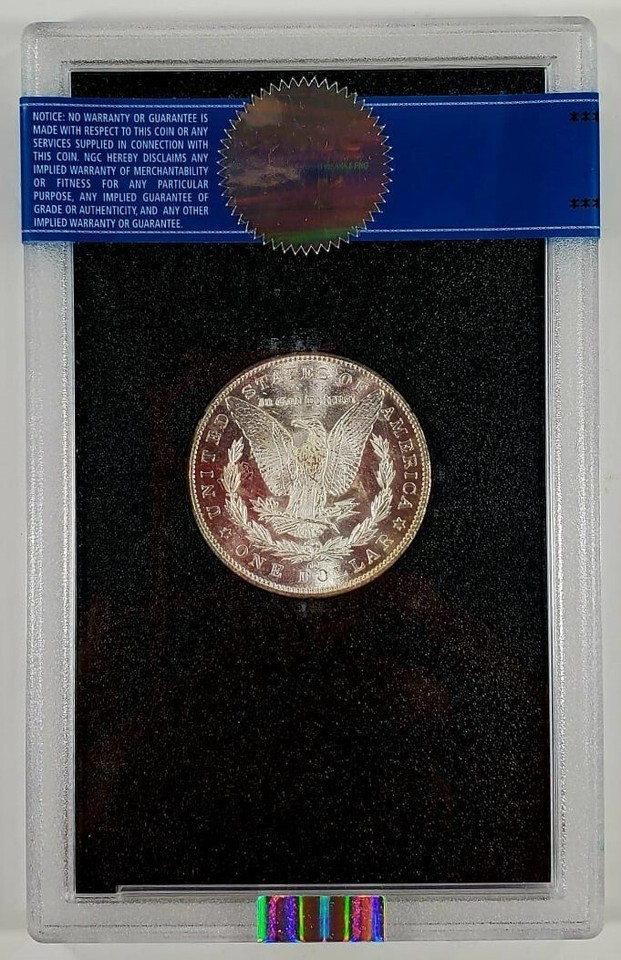 NOTICE: NO WARRANTY OR GUARANTEE IS
MADE WITH RESPECT TO THIS COIN OR ANY
SERVICES SUPPLIED IN CONNECTION WITH
THIS COIN. NGC HEREBY DISCLAIMS ANY
IMPLIED WARRANTY OF MERCHANTABILITY
OR FITNESS FOR ANY PARTICULAR
PURPOSE, ANY IMPLIED GUARANTEE OF
GRADE OR AUTHENTICITY, AND ANY OTHER
IMPLIED WARRANTY OR GUARANTEE.
***
***
UNITED STATES OF AMERICA
In God we trust
ONE DOLLAR
CC